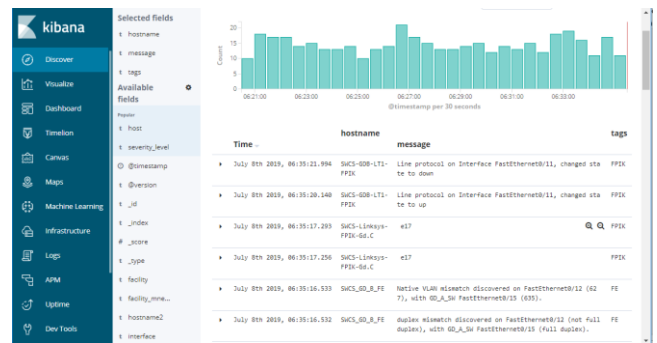 kibana
Discover
Visualize
Dashboard
Timelion
Canvas
Maps
Machine Learning
Infrastructure
Logs
APM
Uptime
Dev Tools
Selected fields
t hostname
t message
t tags
Available
fields
Popular
t host
t severity_level
@timestamp
t @version
t _id
t _index
# _score
t _type
t facility
t facility_mne...
t hostname2
t interface
Count
20
15
10
5
0
06:21:00 06:23:00 06:25:00 06:27:00 06:29:00 06:31:00 06:33:00
@timestamp per 30 seconds
Time hostname message tags
July 8th 2019, 06:35:21.994 SWCS-GDB-LT1- Line protocol on Interface FastEthernet0/11, changed sta FPIK
FPIK te to down
July 8th 2019, 06:35:20.140 SWCS-GDB-LT1- Line protocol on Interface FastEthernet0/11, changed sta FPIK
FPIK te to up
July 8th 2019, 06:35:17.293 SWCS-Linksys- e17 FPIK
FPIK-Gd.C
July 8th 2019, 06:35:17.256 SWCS-Linksys- e17 FPIK
FPIK-Gd.C
July 8th 2019, 06:35:16.533 SWCS_GD_8_FE Native VLAN mismatch discovered on FastEthernet0/12 (62 FE
7), with GD_A_SW FastEthernet0/15 (635).
July 8th 2019, 06:35:16.532 SWCS_GD_8_FE duplex mismatch discovered on FastEthernet0/12 (not full FE
duplex), with GD_A_SW FastEthernet0/15 (full duplex).